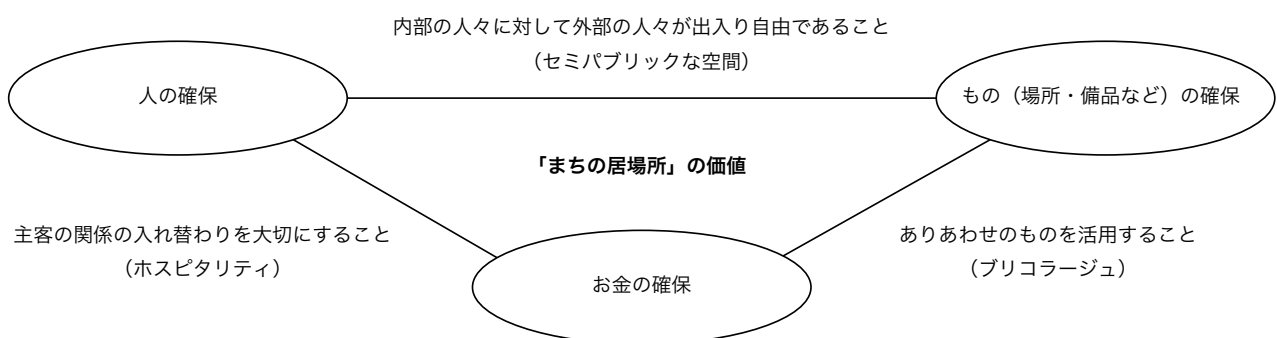 内部の人々に対して外部の人々が出入り自由であること
（セミパブリックな空間）
人の確保
もの（場所・備品など）の確保
「まちの居場所」の価値
主客の関係の入れ替わりを大切にすること
（ホスピタリティ）
ありあわせのものを活用すること
（ブリコラージュ）
お金の確保